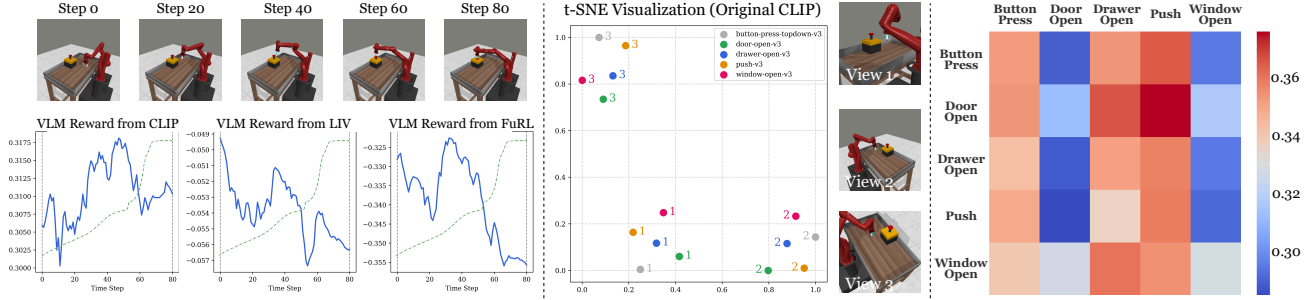 Step 0
Step 20
Step 40
Step 60
Step 80
VLM Reward from CLIP
VLM Reward from LIV
VLM Reward from FuRL
0.3175
0.3150
0.3125
0.3100
0.3075
0.3050
0.3025
0.3000
0 20 40 60 80
Time Step
−0.049
−0.050
−0.051
−0.052
−0.053
−0.054
−0.055
−0.056
−0.057
0 20 40 60 80
Time Step
−0.325
−0.330
−0.335
−0.340
−0.345
−0.350
−0.355
0 20 40 60 80
Time Step
t-SNE Visualization (Original CLIP)
button-press-topdown-v3
door-open-v3
drawer-open-v3
push-v3
window-open-v3
1.0
0.8
0.6
0.4
0.2
0.0
0.0 0.2 0.4 0.6 0.8 1.0
3
3
3
3
3
1
1
1
1
1
2
2
2
2
2
View 1
View 2
View 3
Button Door Drawer Push Window
Press Open Open Open
Button
Press
Door
Open
Drawer
Open
Push
Window
Open
0.36
0.34
0.32
0.30